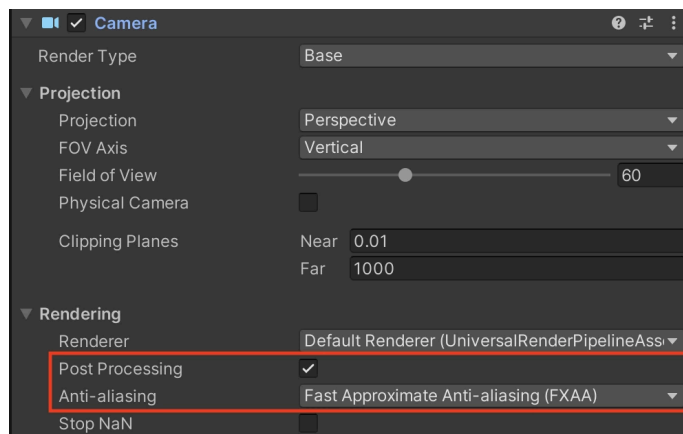 Camera
Render Type Base
Projection
Projection Perspective
FOV Axis Vertical
Field of View 60
Physical Camera
Clipping Planes Near 0.01
Far 1000
Rendering
Renderer Default Renderer (UniversalRenderPipelineAss
Post Processing
Anti-aliasing Fast Approximate Anti-aliasing (FXAA)
Stop NaN